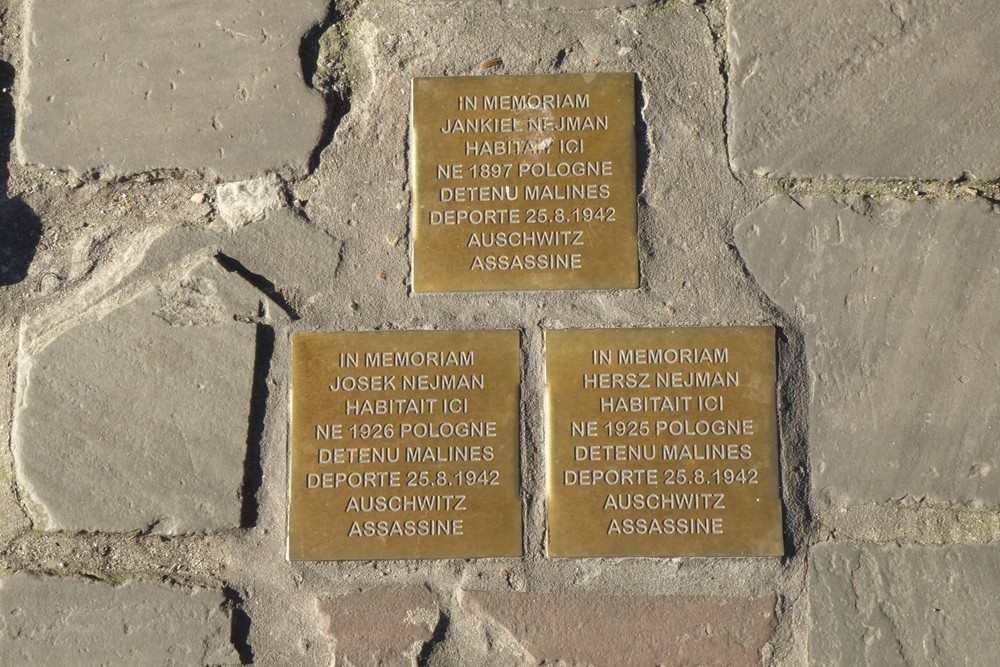 IN MEMORIAM
JANKIEL NEJMAN
HABITAIT ICI
NE 1897 POLOGNE
DETENU MALINES
DEPORTE 25.8.1942
AUSCHWITZ
ASSASSINE
IN MEMORIAM
JOSEK NEJMAN
HABITAIT ICI
NE 1926 POLOGNE
DETENU MALINES
DEPORTE 25.8.1942
AUSCHWITZ
ASSASSINE
IN MEMORIAM
HERSZ NEJMAN
HABITAIT ICI
NE 1925 POLOGNE
DETENU MALINES
DEPORTE 25.8.1942
AUSCHWITZ
ASSASSINE